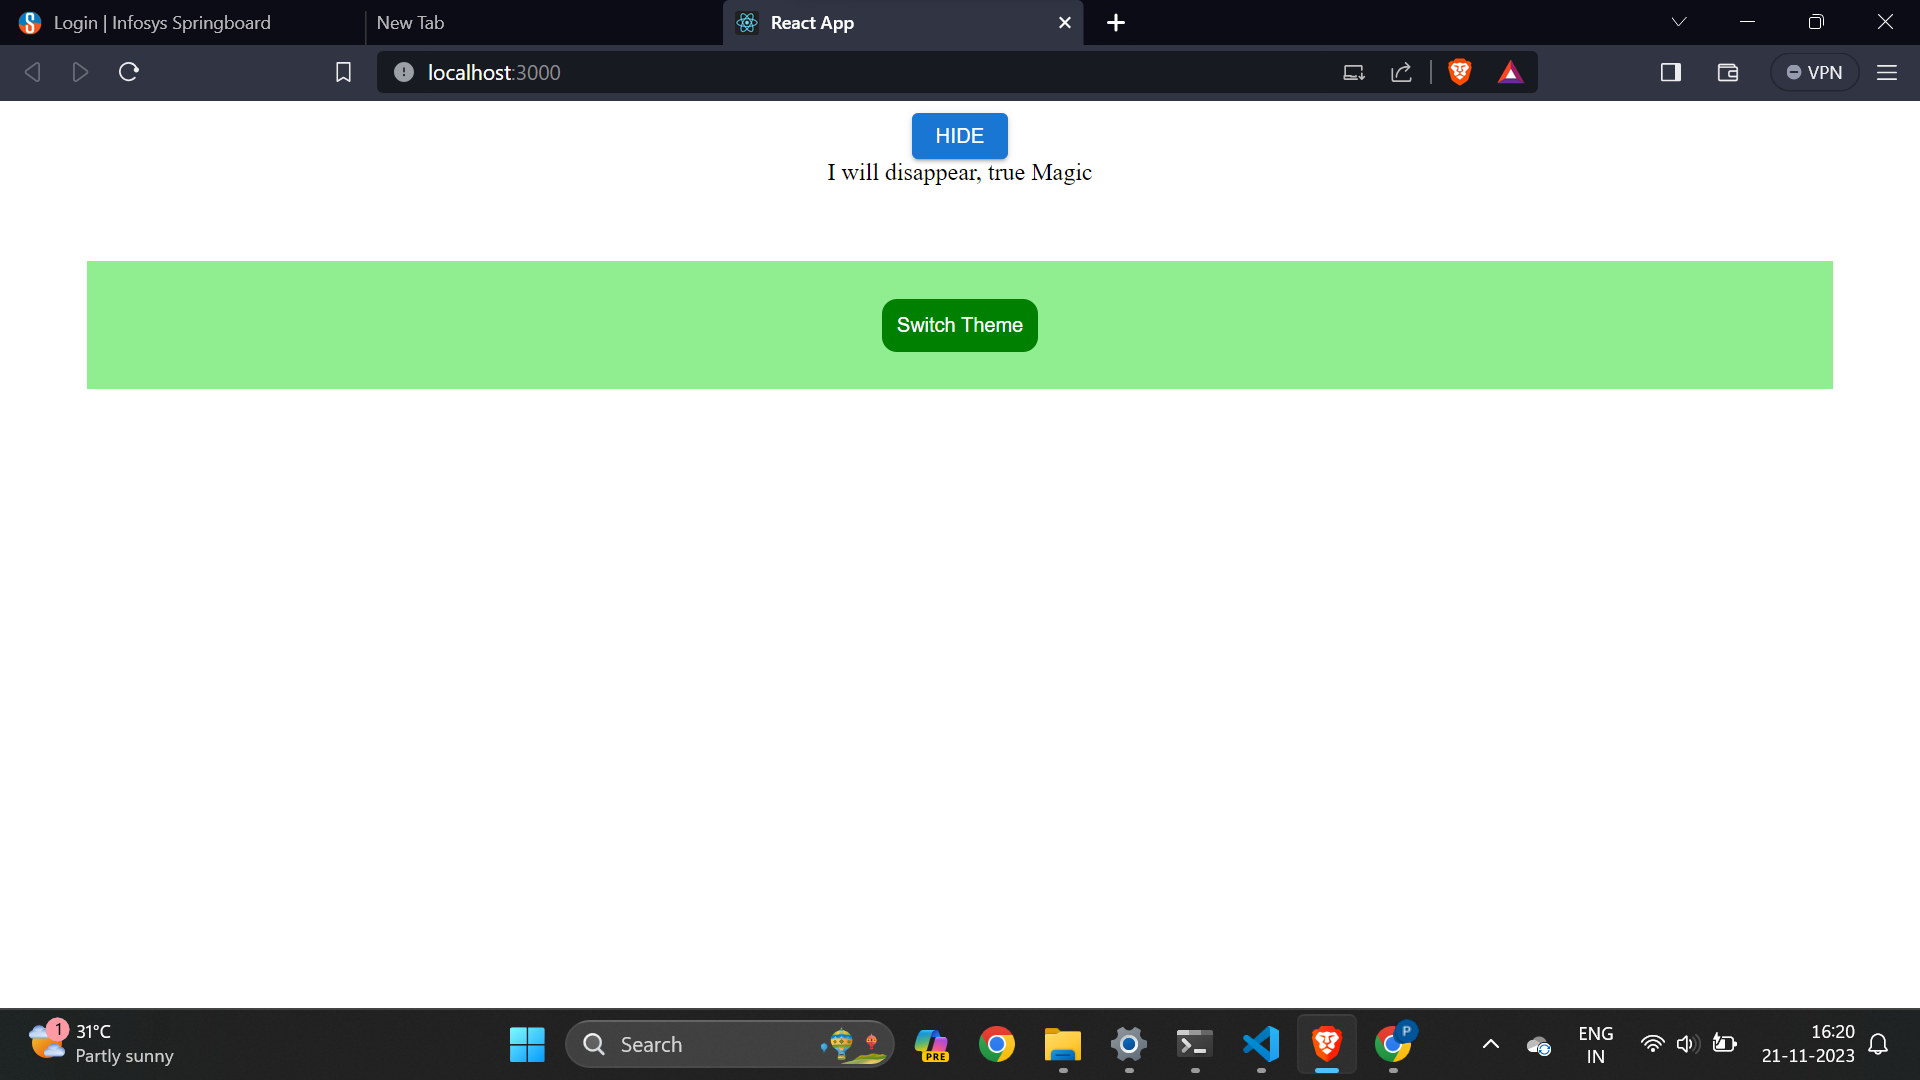 Login | Infosys Springboard
New Tab
React App
localhost:3000
VPN
HIDE
I will disappear, true Magic
Switch Theme
1
31°C
Partly sunny
Search
PRE
P
ENG
IN
16:20
21-11-2023